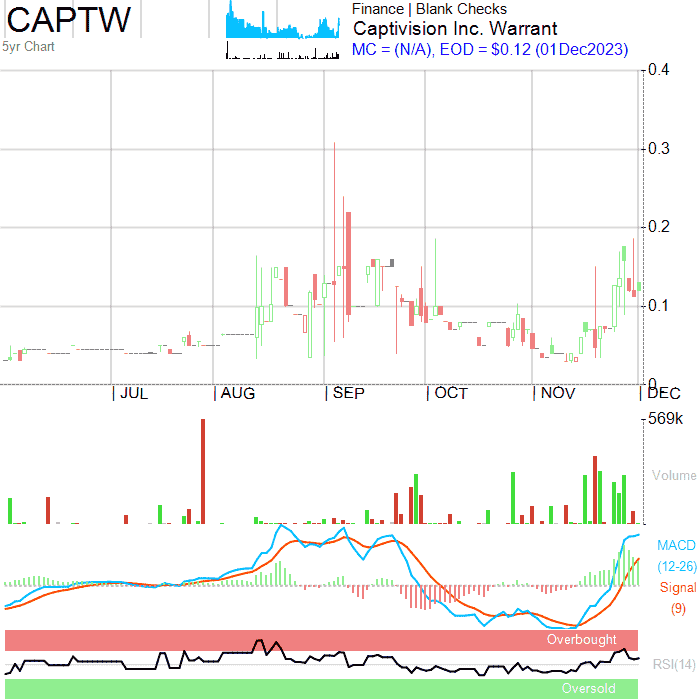 CAPTW
5yr Chart
Finance | Blank Checks
Captivision Inc. Warrant
MC = (N/A), EOD = $0.12 (01Dec2023)
0.4
0.3
0.2
0.1
0
JUL AUG SEP OCT NOV DEC
569k
Volume
MACD
(12-26)
Signal
(9)
Overbought
RSI(14)
Oversold